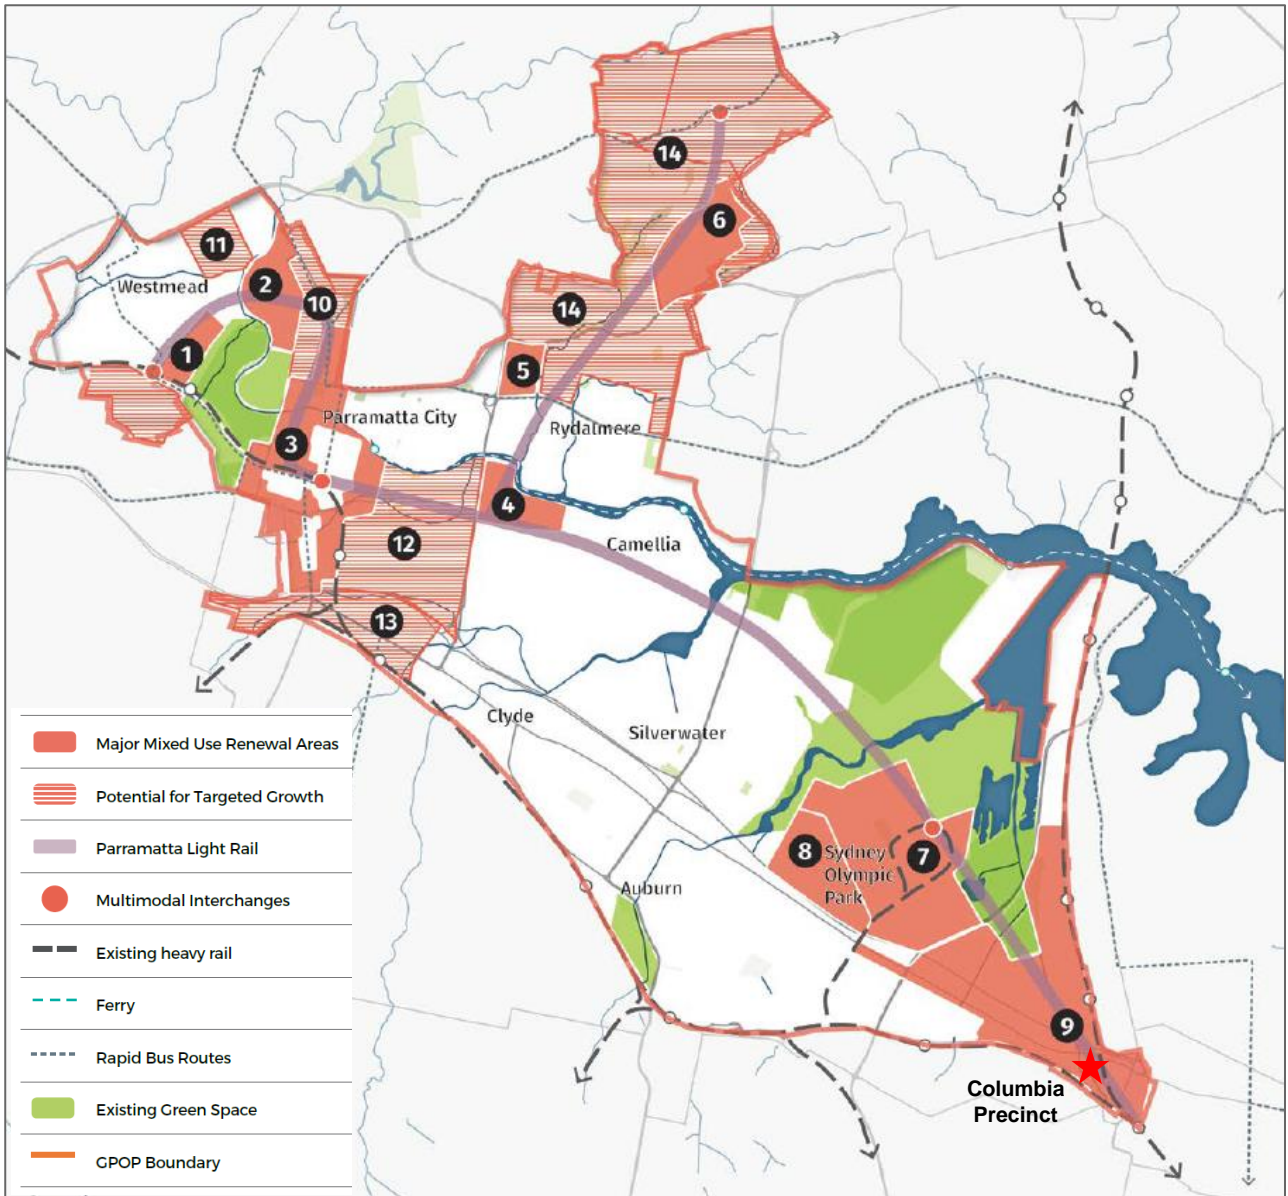 14
6
11
Westmead
2
10
14
1
5
Parramatta City
Rydalmere
3
4
12
Camellia
13
Clyde
Silverwater
8
Sydney
Olympic
Park
7
Auburn
9
Columbia
Precinct
Major Mixed Use Renewal Areas
Potential for Targeted Growth
Parramatta Light Rail
Multimodal Interchanges
Existing heavy rail
Ferry
Rapid Bus Routes
Existing Green Space
GPOP Boundary